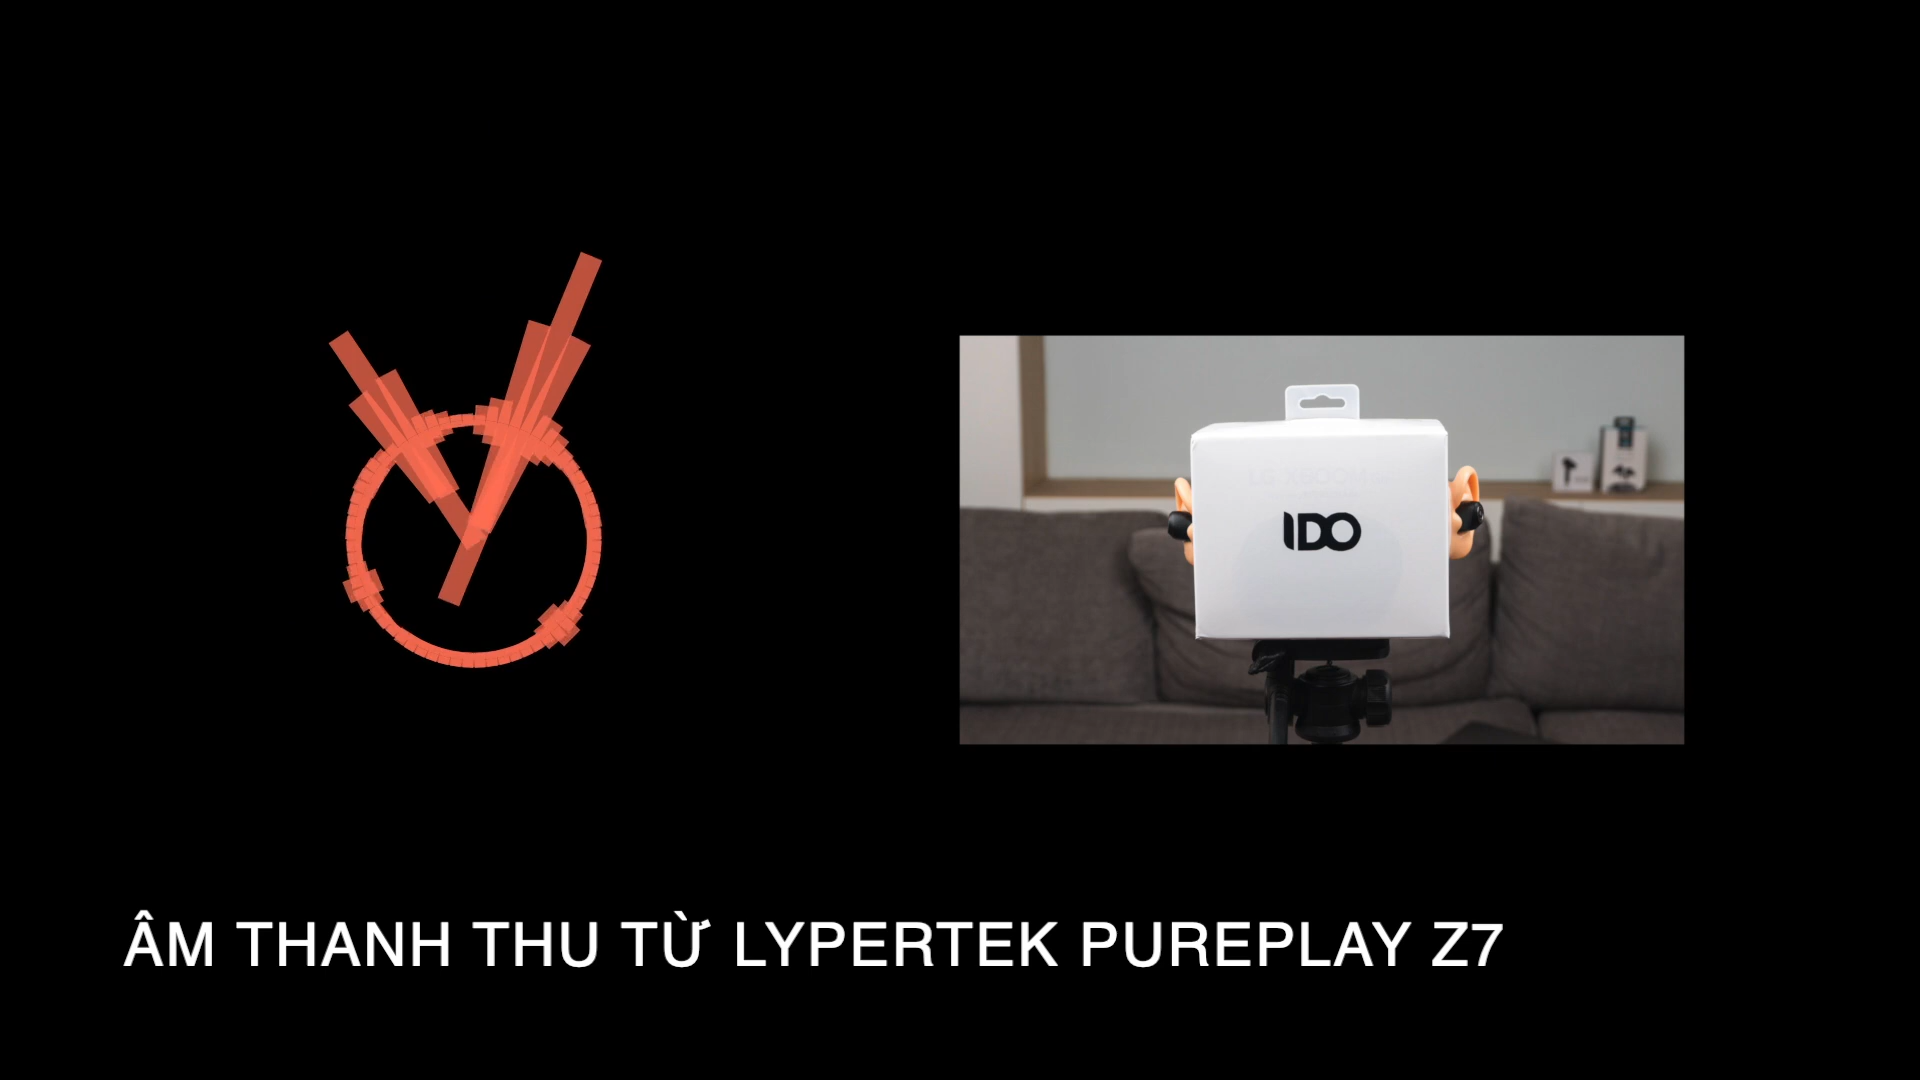 IDO
ÂM THANH THU TỪ LYPERTEK PUREPLAY Z7